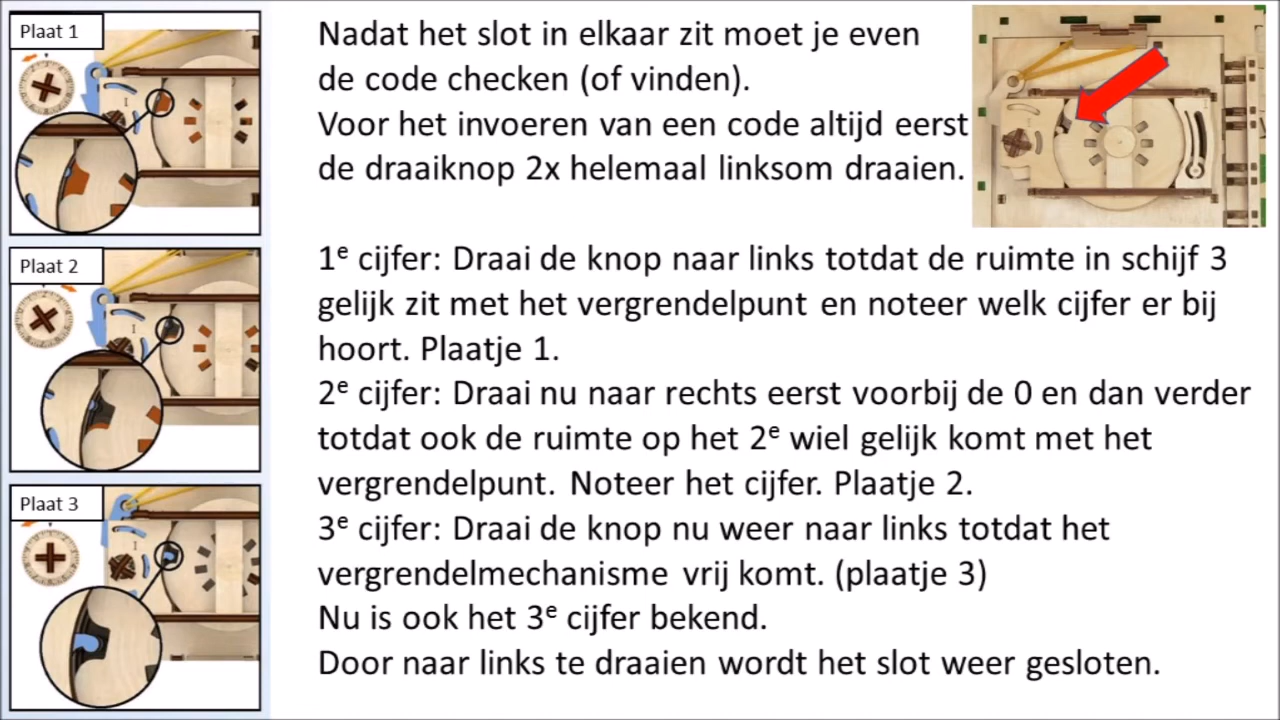 Plaat 1
Plaat 2
Plaat 3
Nadat het slot in elkaar zit moet je even
de code checken (of vinden).
Voor het invoeren van een code altijd eerst
de draaiknop 2x helemaal linksom draaien.
1e cijfer: Draai de knop naar links totdat de ruimte in schijf 3
gelijk zit met het vergrendelpunt en noteer welk cijfer er bij
hoort. Plaatje 1.
2e cijfer: Draai nu naar rechts eerst voorbij de 0 en dan verder
totdat ook de ruimte op het 2e wiel gelijk komt met het
vergrendelpunt. Noteer het cijfer. Plaatje 2.
3e cijfer: Draai de knop nu weer naar links totdat het
vergrendelmechanisme vrij komt. (plaatje 3)
Nu is ook het 3e cijfer bekend.
Door naar links te draaien wordt het slot weer gesloten.